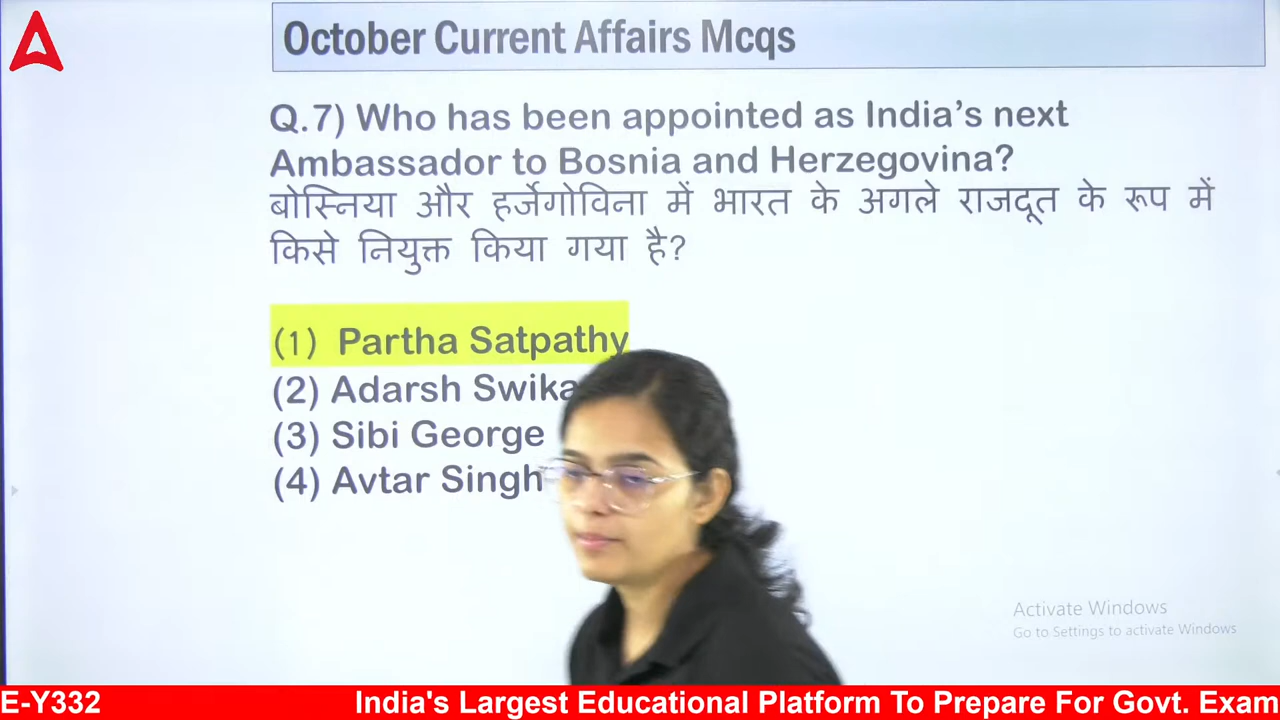 October Current Affairs Mcqs
Q.7) Who has been appointed as India's next
Ambassador to Bosnia and Herzegovina?
बोस्निया और हर्जेगोविना में भारत के अगले राजदूत के रूप में
किसे नियुक्त किया गया है?
(1) Partha Satpathy
(2) Adarsh
(3) Sibi George
(4) Avtar Singh
Activate Windows
Go to Settings to activate Windows
E-Y332 India's Largest Educational Platform To Prepare For Govt. Exam